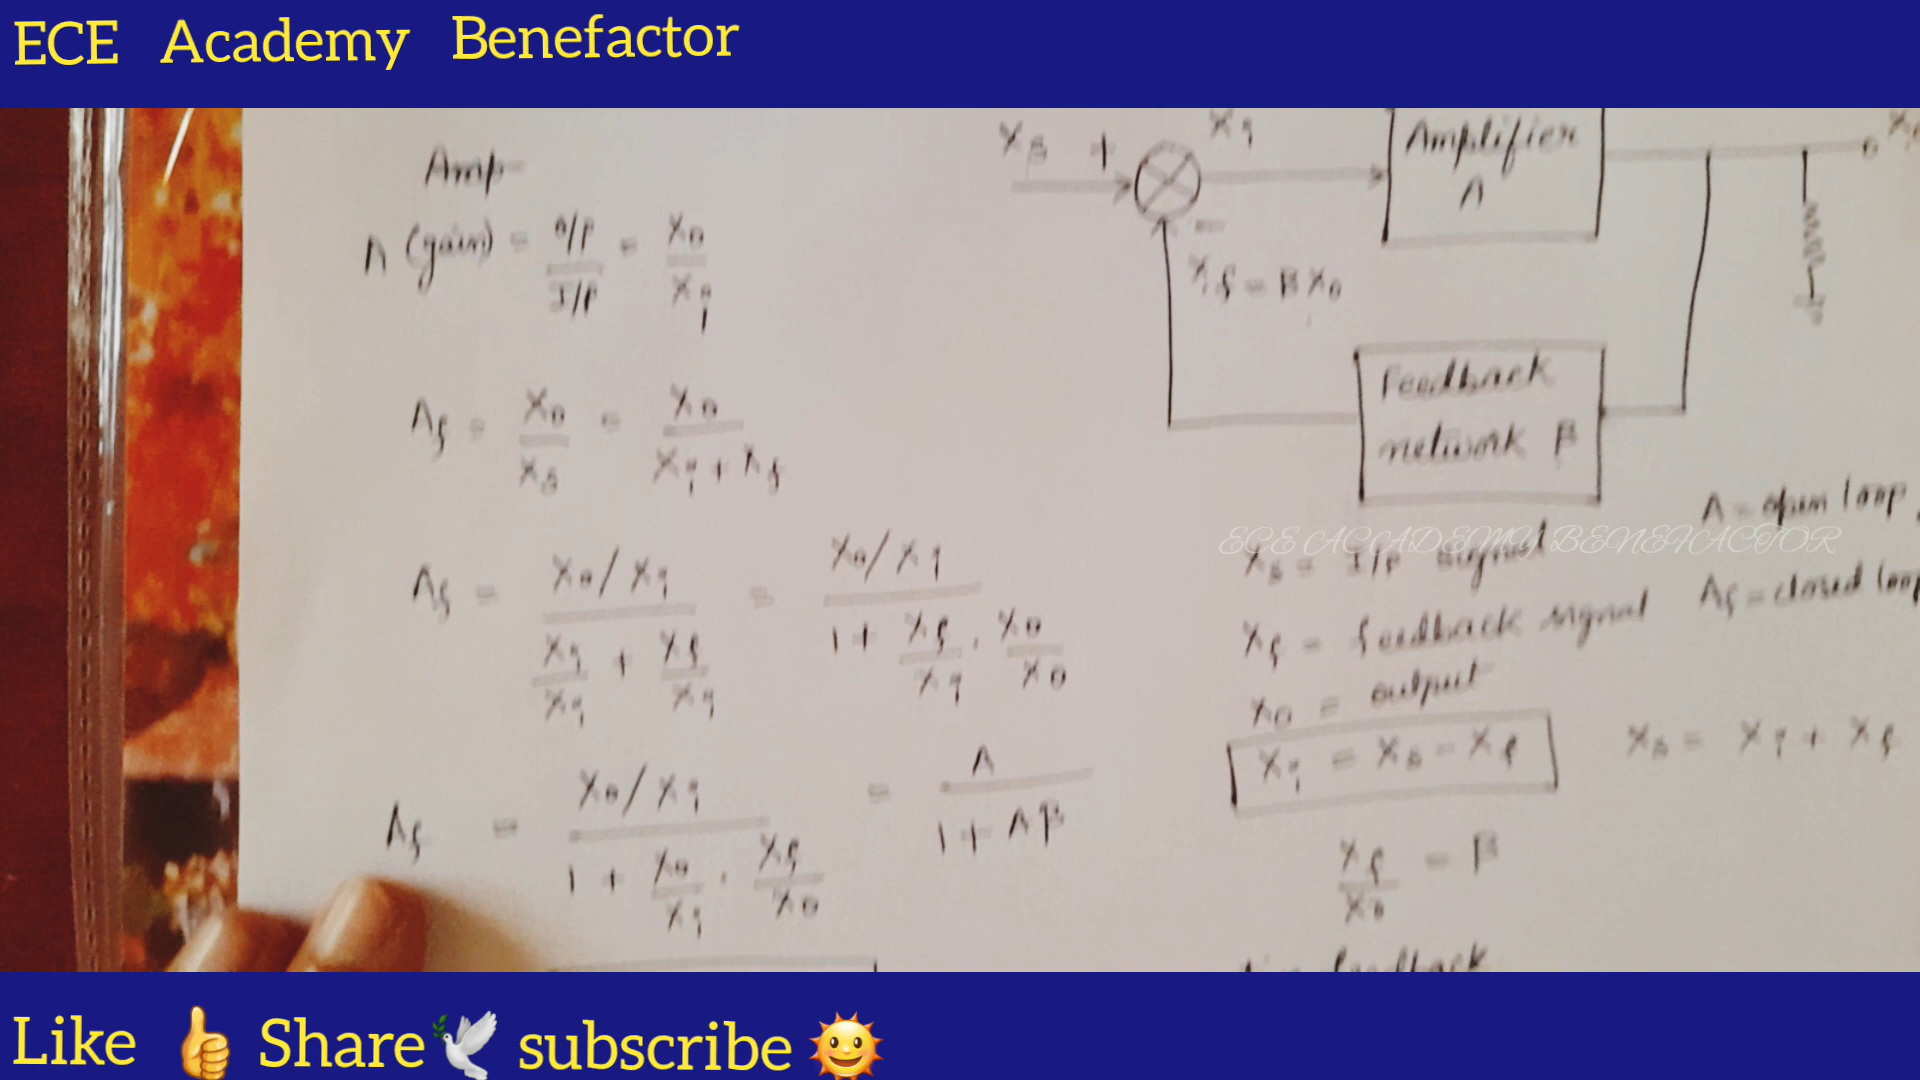 ECE Academy Benefactor
Amp
A (gain) = O/P / I/P = Xo / Xi
Af = Xo / Xs = Xo / Xi + Xf
Af = Xo/Xi / Xi/Xi + Xf/Xi = Xo/Xi / 1 + Xf/Xi . Xo/Xo
Af = Xo/Xi / 1 + Xo/Xi . Xf/Xo = A / 1 + Aβ
Xs + Xi
Amplifier
A
-
Xf = βXo
Feedback
network β
A = open loop
ECE ACCADEMY BENEFACTOR
Xs = I/P signal
Af = closed loop
Xf = feedback signal
Xo = output
Xi = Xs - Xf
Xs = Xi + Xf
Xf / Xo = β
feedback
Like 👍 Share🕊 subscribe 🌞